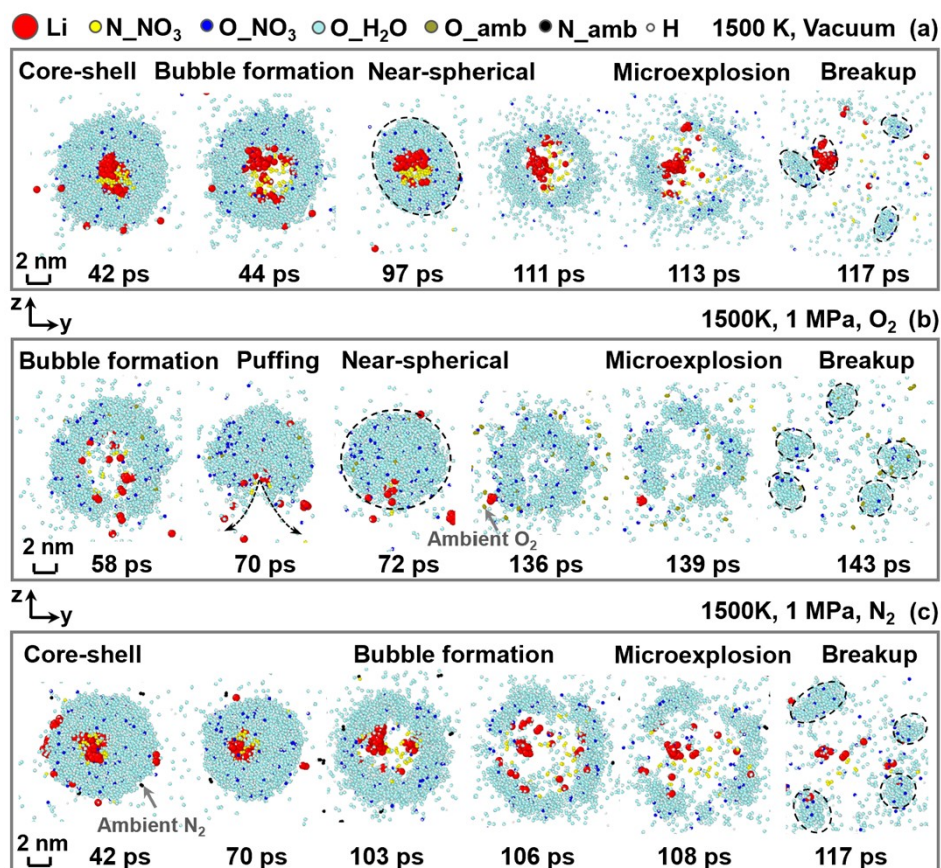 Li N_NO₃ O_NO₃ O_H₂O O_amb N_amb H 1500 K, Vacuum (a)
Core-shell Bubble formation Near-spherical Microexplosion Breakup
2 nm 42 ps 44 ps 97 ps 111 ps 113 ps 117 ps
z
y 1500K, 1 MPa, O₂ (b)
Bubble formation Puffing Near-spherical Microexplosion Breakup
Ambient O₂
2 nm 58 ps 70 ps 72 ps 136 ps 139 ps 143 ps
z
y 1500K, 1 MPa, N₂ (c)
Core-shell Bubble formation Microexplosion Breakup
Ambient N₂
2 nm 42 ps 70 ps 103 ps 106 ps 108 ps 117 ps